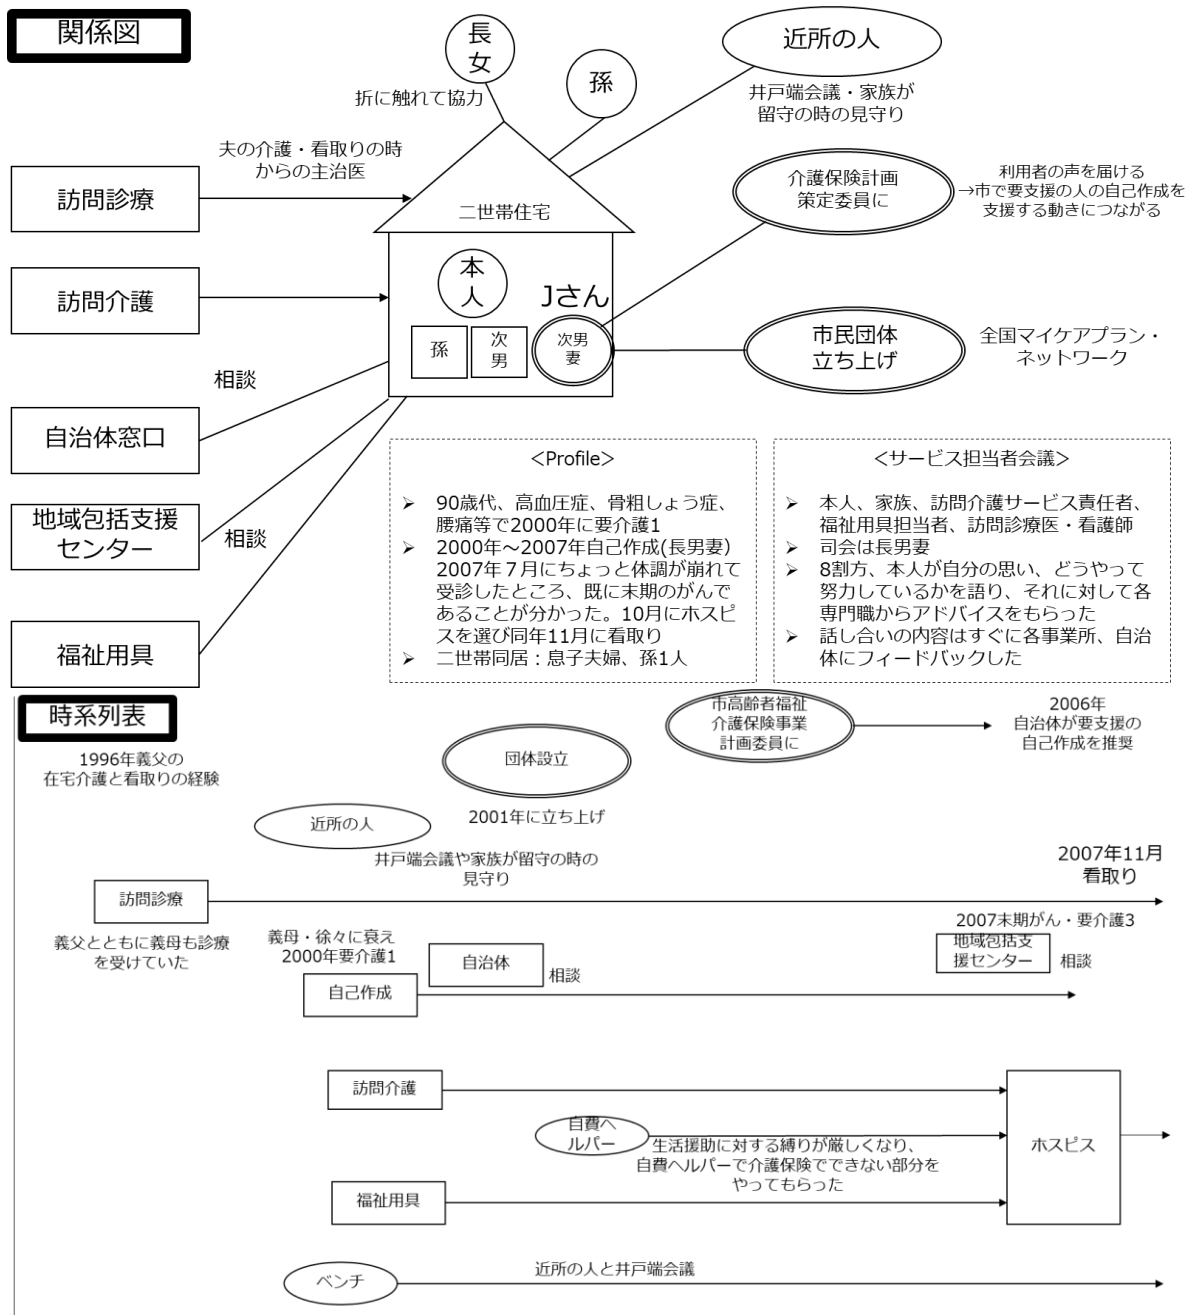 関係図
長
女
孫
近所の人
折に触れて協力
井戸端会議・家族が
留守の時の見守り
夫の介護・看取りの時
からの主治医
訪問診療
介護保険計画
策定委員に
利用者の声を届ける
→市で要支援の人の自己作成を
支援する動きにつながる
二世帯住宅
訪問介護
本
人
Jさん
孫
次
男
次男
妻
市民団体
立ち上げ
全国マイケアプラン・
ネットワーク
相談
自治体窓口
地域包括支援
センター
相談
福祉用具
<Profile>
➢ 90歳代、高血圧症、骨粗しょう症、
腰痛等で2000年に要介護1
➢ 2000年～2007年自己作成(長男妻)
2007年７月にちょっと体調が崩れて
受診したところ、既に末期のがんで
あることが分かった。10月にホスピ
スを選び同年11月に看取り
➢ 二世帯同居：息子夫婦、孫1人
<サービス担当者会議>
➢ 本人、家族、訪問介護サービス責任者、
福祉用具担当者、訪問診療医・看護師
➢ 司会は長男妻
➢ 8割方、本人が自分の思い、どうやって
努力しているかを語り、それに対して各
専門職からアドバイスをもらった
➢ 話し合いの内容はすぐに各事業所、自治
体にフィードバックした
時系列表
1996年義父の
在宅介護と看取りの経験
市高齢者福祉
介護保険事業
計画委員に
2006年
自治体が要支援の
自己作成を推奨
団体設立
2001年に立ち上げ
近所の人
井戸端会議や家族が留守の時の
見守り
2007年11月
看取り
訪問診療
義父とともに義母も診療
を受けていた
義母・徐々に衰え
2000年要介護1
自治体
相談
2007末期がん・要介護3
地域包括支
援センター
相談
自己作成
訪問介護
自費ヘ
ルパー
生活援助に対する縛りが厳しくなり、
自費ヘルパーで介護保険でできない部分を
やってもらった
ホスピス
福祉用具
ベンチ
近所の人と井戸端会議